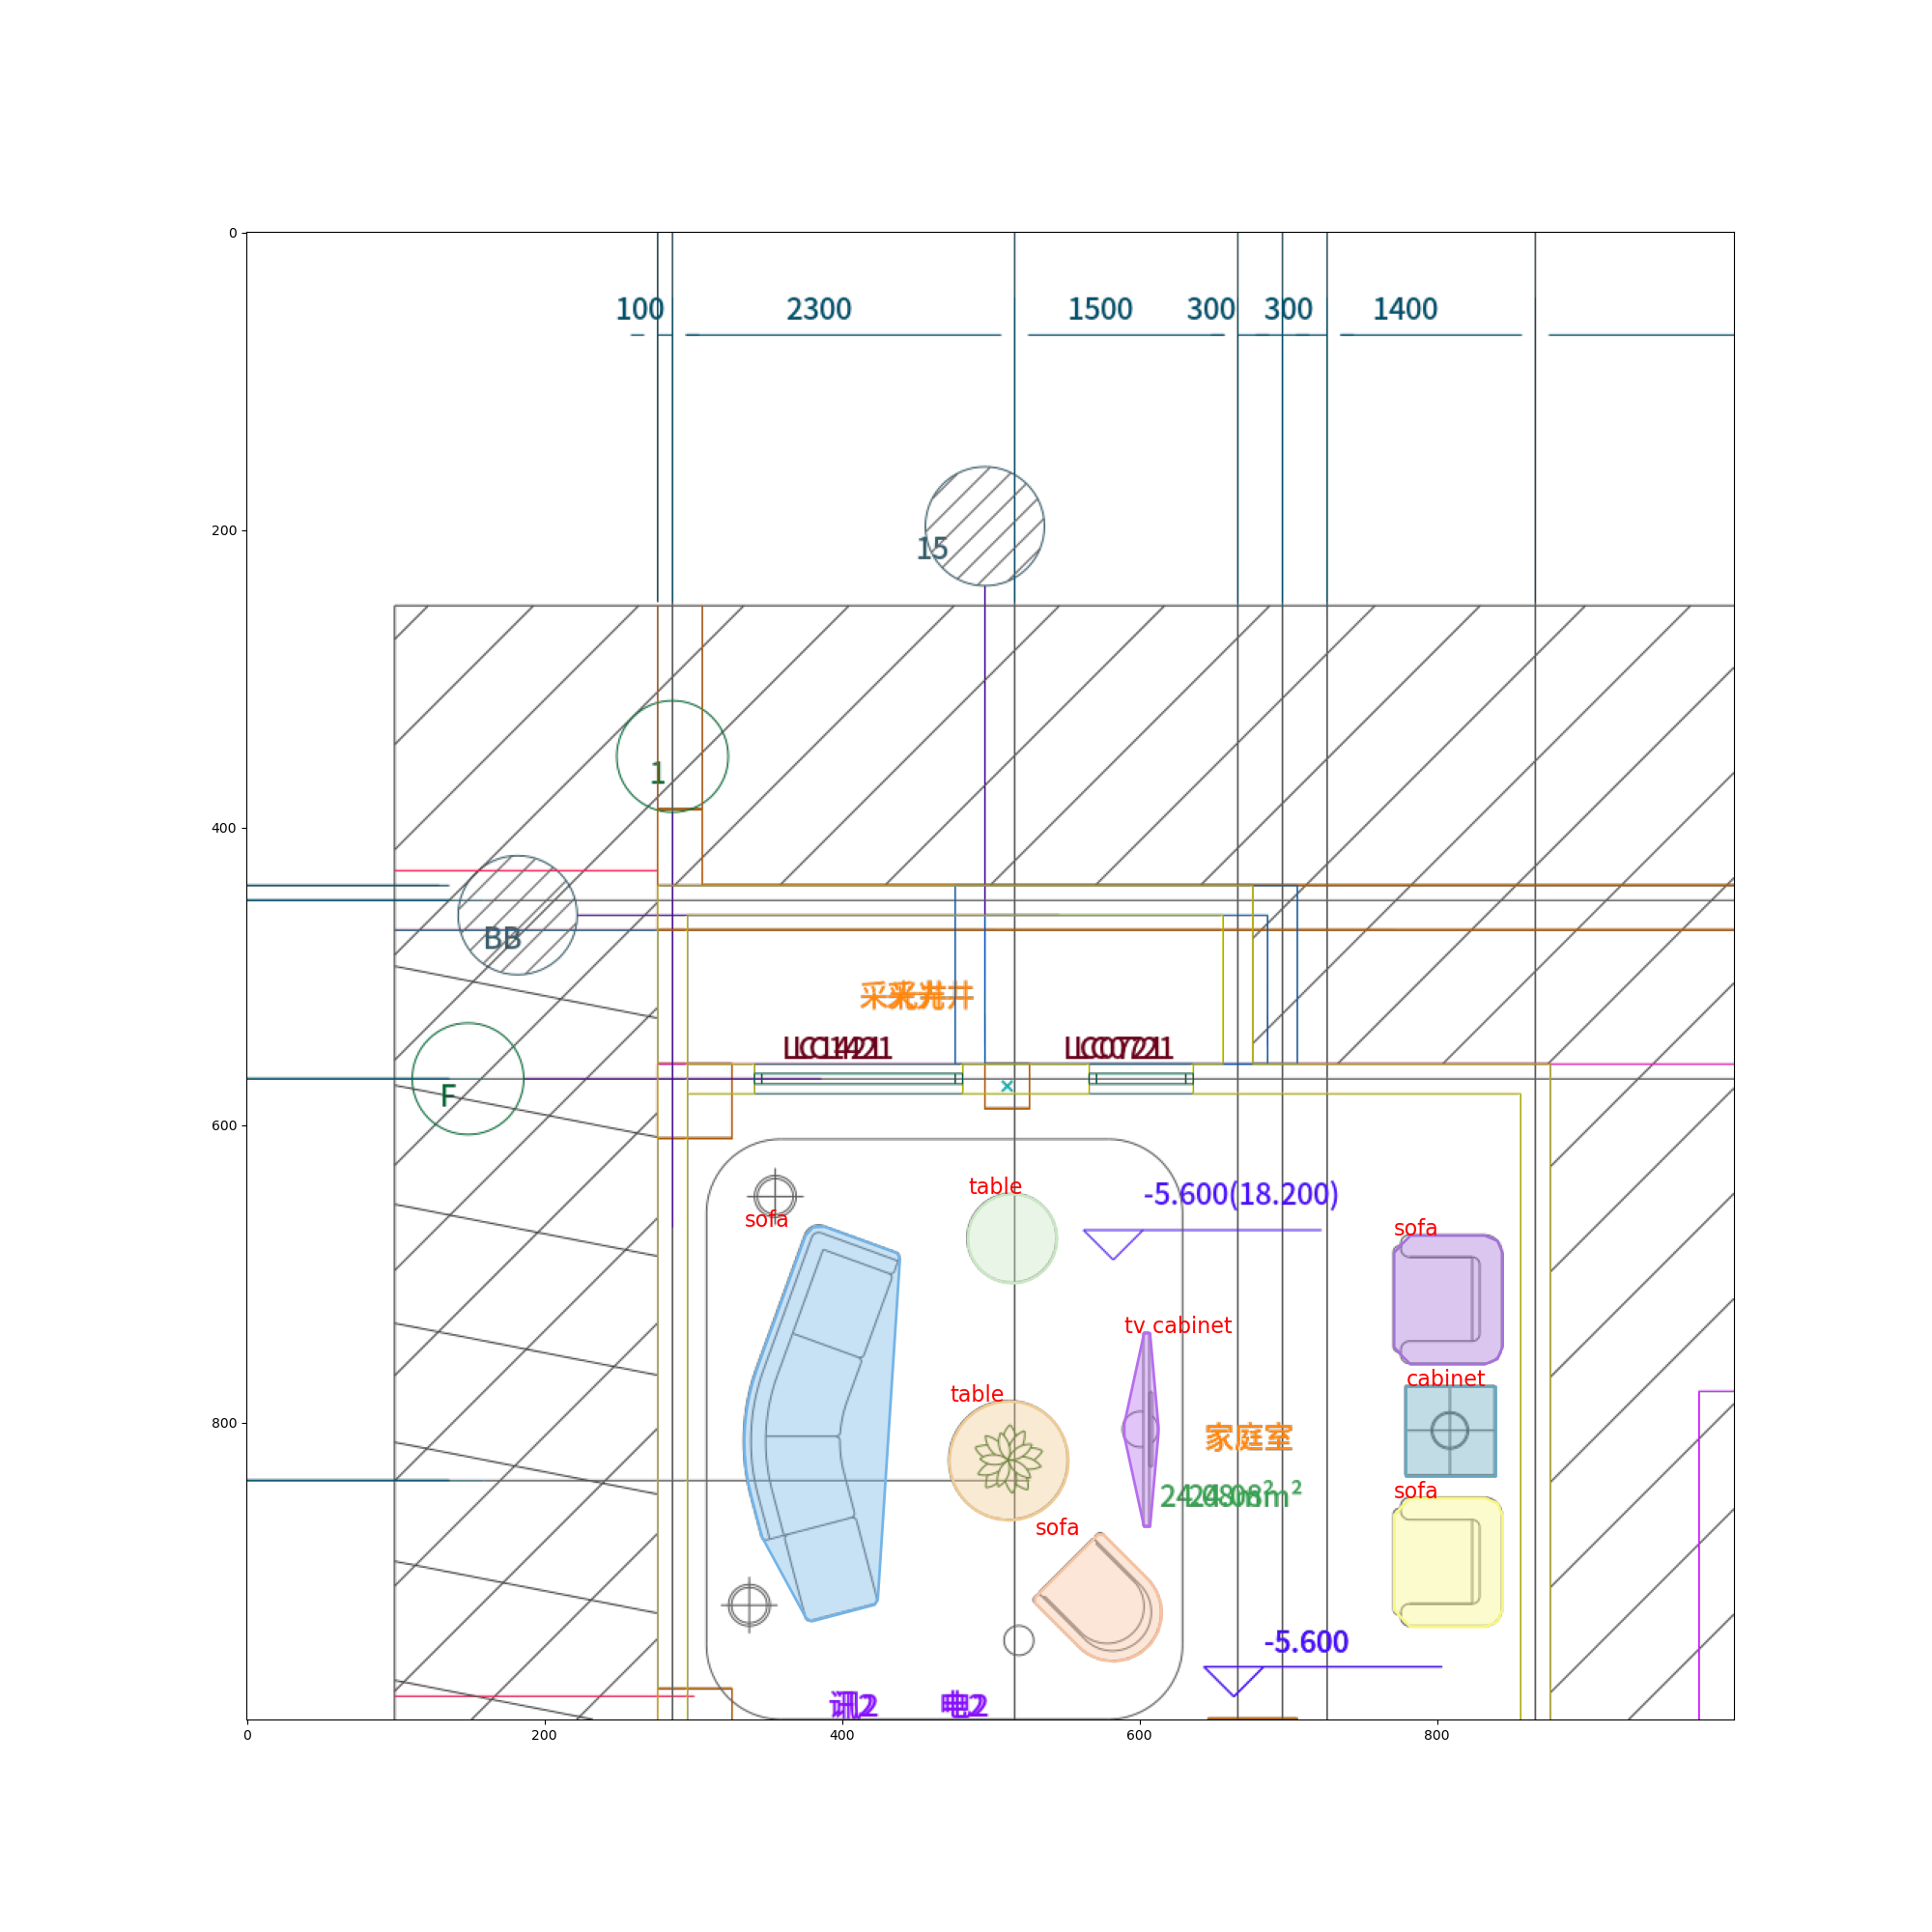 0
100 2300 1500 300 300 1400
200
15
1
400
BB
采光井
LC1421 LC0721
F
600
table
-5.600(18.200)
sofa
sofa
tv cabinet
cabinet
table
800
家庭室
sofa
24.08m²
sofa
-5.600
讯2 电2
0 200 400 600 800